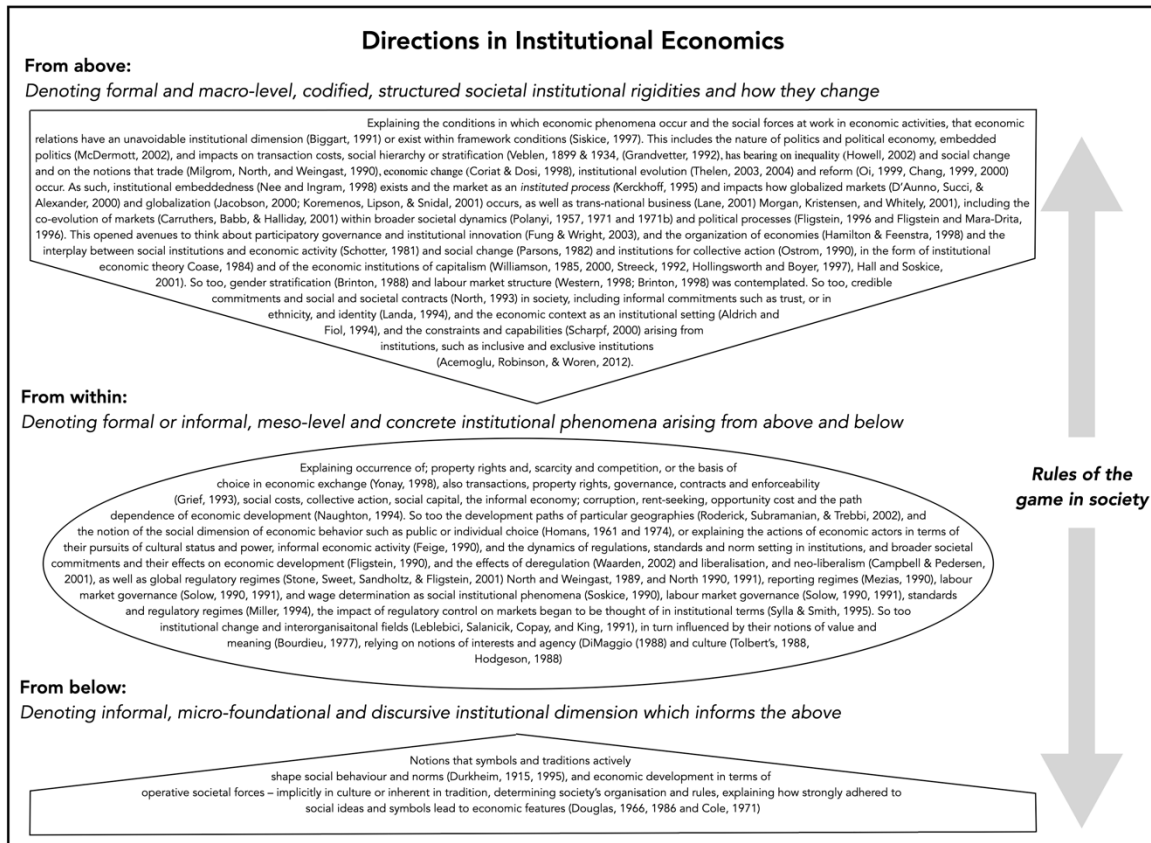 Directions in Institutional Economics
From above:
Denoting formal and macro-level, codified, structured societal institutional rigidities and how they change
Explaining the conditions in which economic phenomena occur and the social forces at work in economic activities, that economic
relations have an unavoidable institutional dimension (Biggart, 1991) or exist within framework conditions (Siskice, 1997). This includes the nature of politics and political economy, embedded
politics (McDermott, 2002), and impacts on transaction costs, social hierarchy or stratification (Veblen, 1899 & 1934, (Grandvetter, 1992), has bearing on inequality (Howell, 2002) and social change
and on the notions that trade (Milgrom, North, and Weingast, 1990), economic change (Coriat & Dosi, 1998), institutional evolution (Thelen, 2003, 2004) and reform (Oi, 1999, Chang, 1999, 2000)
occur. As such, institutional embeddedness (Nee and Ingram, 1998) exists and the market as an instituted process (Kerckhoff, 1995) and impacts how globalized markets (D'Aunno, Succi, &
Alexander, 2000) and globalization (Jacobson, 2000; Koremenos, Lipson, & Snidal, 2001) occurs, as well as trans-national business (Lane, 2001) Morgan, Kristensen, and Whitely, 2001), including the
co-evolution of markets (Carruthers, Babb, & Halliday, 2001) within broader societal dynamics (Polanyi, 1957, 1971 and 1971b) and political processes (Fligstein, 1996 and Fligstein and Mara-Drita,
1996). This opened avenues to think about participatory governance and institutional innovation (Fung & Wright, 2003), and the organization of economies (Hamilton & Feenstra, 1998) and the
interplay between social institutions and economic activity (Schotter, 1981) and social change (Parsons, 1982) and institutions for collective action (Ostrom, 1990), in the form of institutional
economic theory Coase, 1984) and of the economic institutions of capitalism (Williamson, 1985, 2000, Streeck, 1992, Hollingsworth and Boyer, 1997), Hall and Soskice,
2001). So too, gender stratification (Brinton, 1988) and labour market structure (Western, 1998; Brinton, 1998) was contemplated. So too, credible
commitments and social and societal contracts (North, 1993) in society, including informal commitments such as trust, or in
ethnicity, and identity (Landa, 1994), and the economic context as an institutional setting (Aldrich and
Fiol, 1994), and the constraints and capabilities (Scharpf, 2000) arising from
institutions, such as inclusive and exclusive institutions
(Acemoglu, Robinson, & Woren, 2012).
From within:
Denoting formal or informal, meso-level and concrete institutional phenomena arising from above and below
Explaining occurrence of; property rights and, scarcity and competition, or the basis of
choice in economic exchange (Yonay, 1998), also transactions, property rights, governance, contracts and enforceability
(Grief, 1993), social costs, collective action, social capital, the informal economy; corruption, rent-seeking, opportunity cost and the path
dependence of economic development (Naughton, 1994). So too the development paths of particular geographies (Roderick, Subramanian, & Trebbi, 2002), and
the notion of the social dimension of economic behavior such as public or individual choice (Homans, 1961 and 1974), or explaining the actions of economic actors in terms of
their pursuits of cultural status and power, informal economic activity (Feige, 1990), and the dynamics of regulations, standards and norm setting in institutions, and broader societal
commitments and their effects on economic development (Fligstein, 1990), and the effects of deregulation (Waarden, 2002) and liberalisation, and neo-liberalism (Campbell & Pedersen,
2001), as well as global regulatory regimes (Stone, Sweet, Sandholtz, & Fligstein, 2001) North and Weingast, 1989, and North 1990, 1991), reporting regimes (Mezias, 1990), labour
market governance (Solow, 1990, 1991), and wage determination as social institutional phenomena (Soskice, 1990), labour market governance (Solow, 1990, 1991), standards
and regulatory regimes (Miller, 1994), the impact of regulatory control on markets began to be thought of in institutional terms (Sylla & Smith, 1995). So too
institutional change and interorganisaitonal fields (Leblebici, Salanicik, Copay, and King, 1991), in turn influenced by their notions of value and
meaning (Bourdieu, 1977), relying on notions of interests and agency (DiMaggio (1988) and culture (Tolbert's, 1988,
Hodgeson, 1988)
Rules of the
game in society
From below:
Denoting informal, micro-foundational and discursive institutional dimension which informs the above
Notions that symbols and traditions actively
shape social behaviour and norms (Durkheim, 1915, 1995), and economic development in terms of
operative societal forces – implicitly in culture or inherent in tradition, determining society's organisation and rules, explaining how strongly adhered to
social ideas and symbols lead to economic features (Douglas, 1966, 1986 and Cole, 1971)